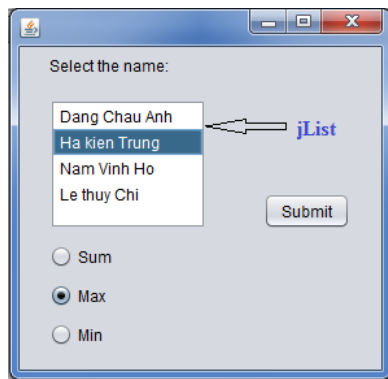 Select the name:
Dang Chau Anh
jList
Ha kien Trung
Nam Vinh Ho
Le thuy Chi
Submit
Sum
Max
Min